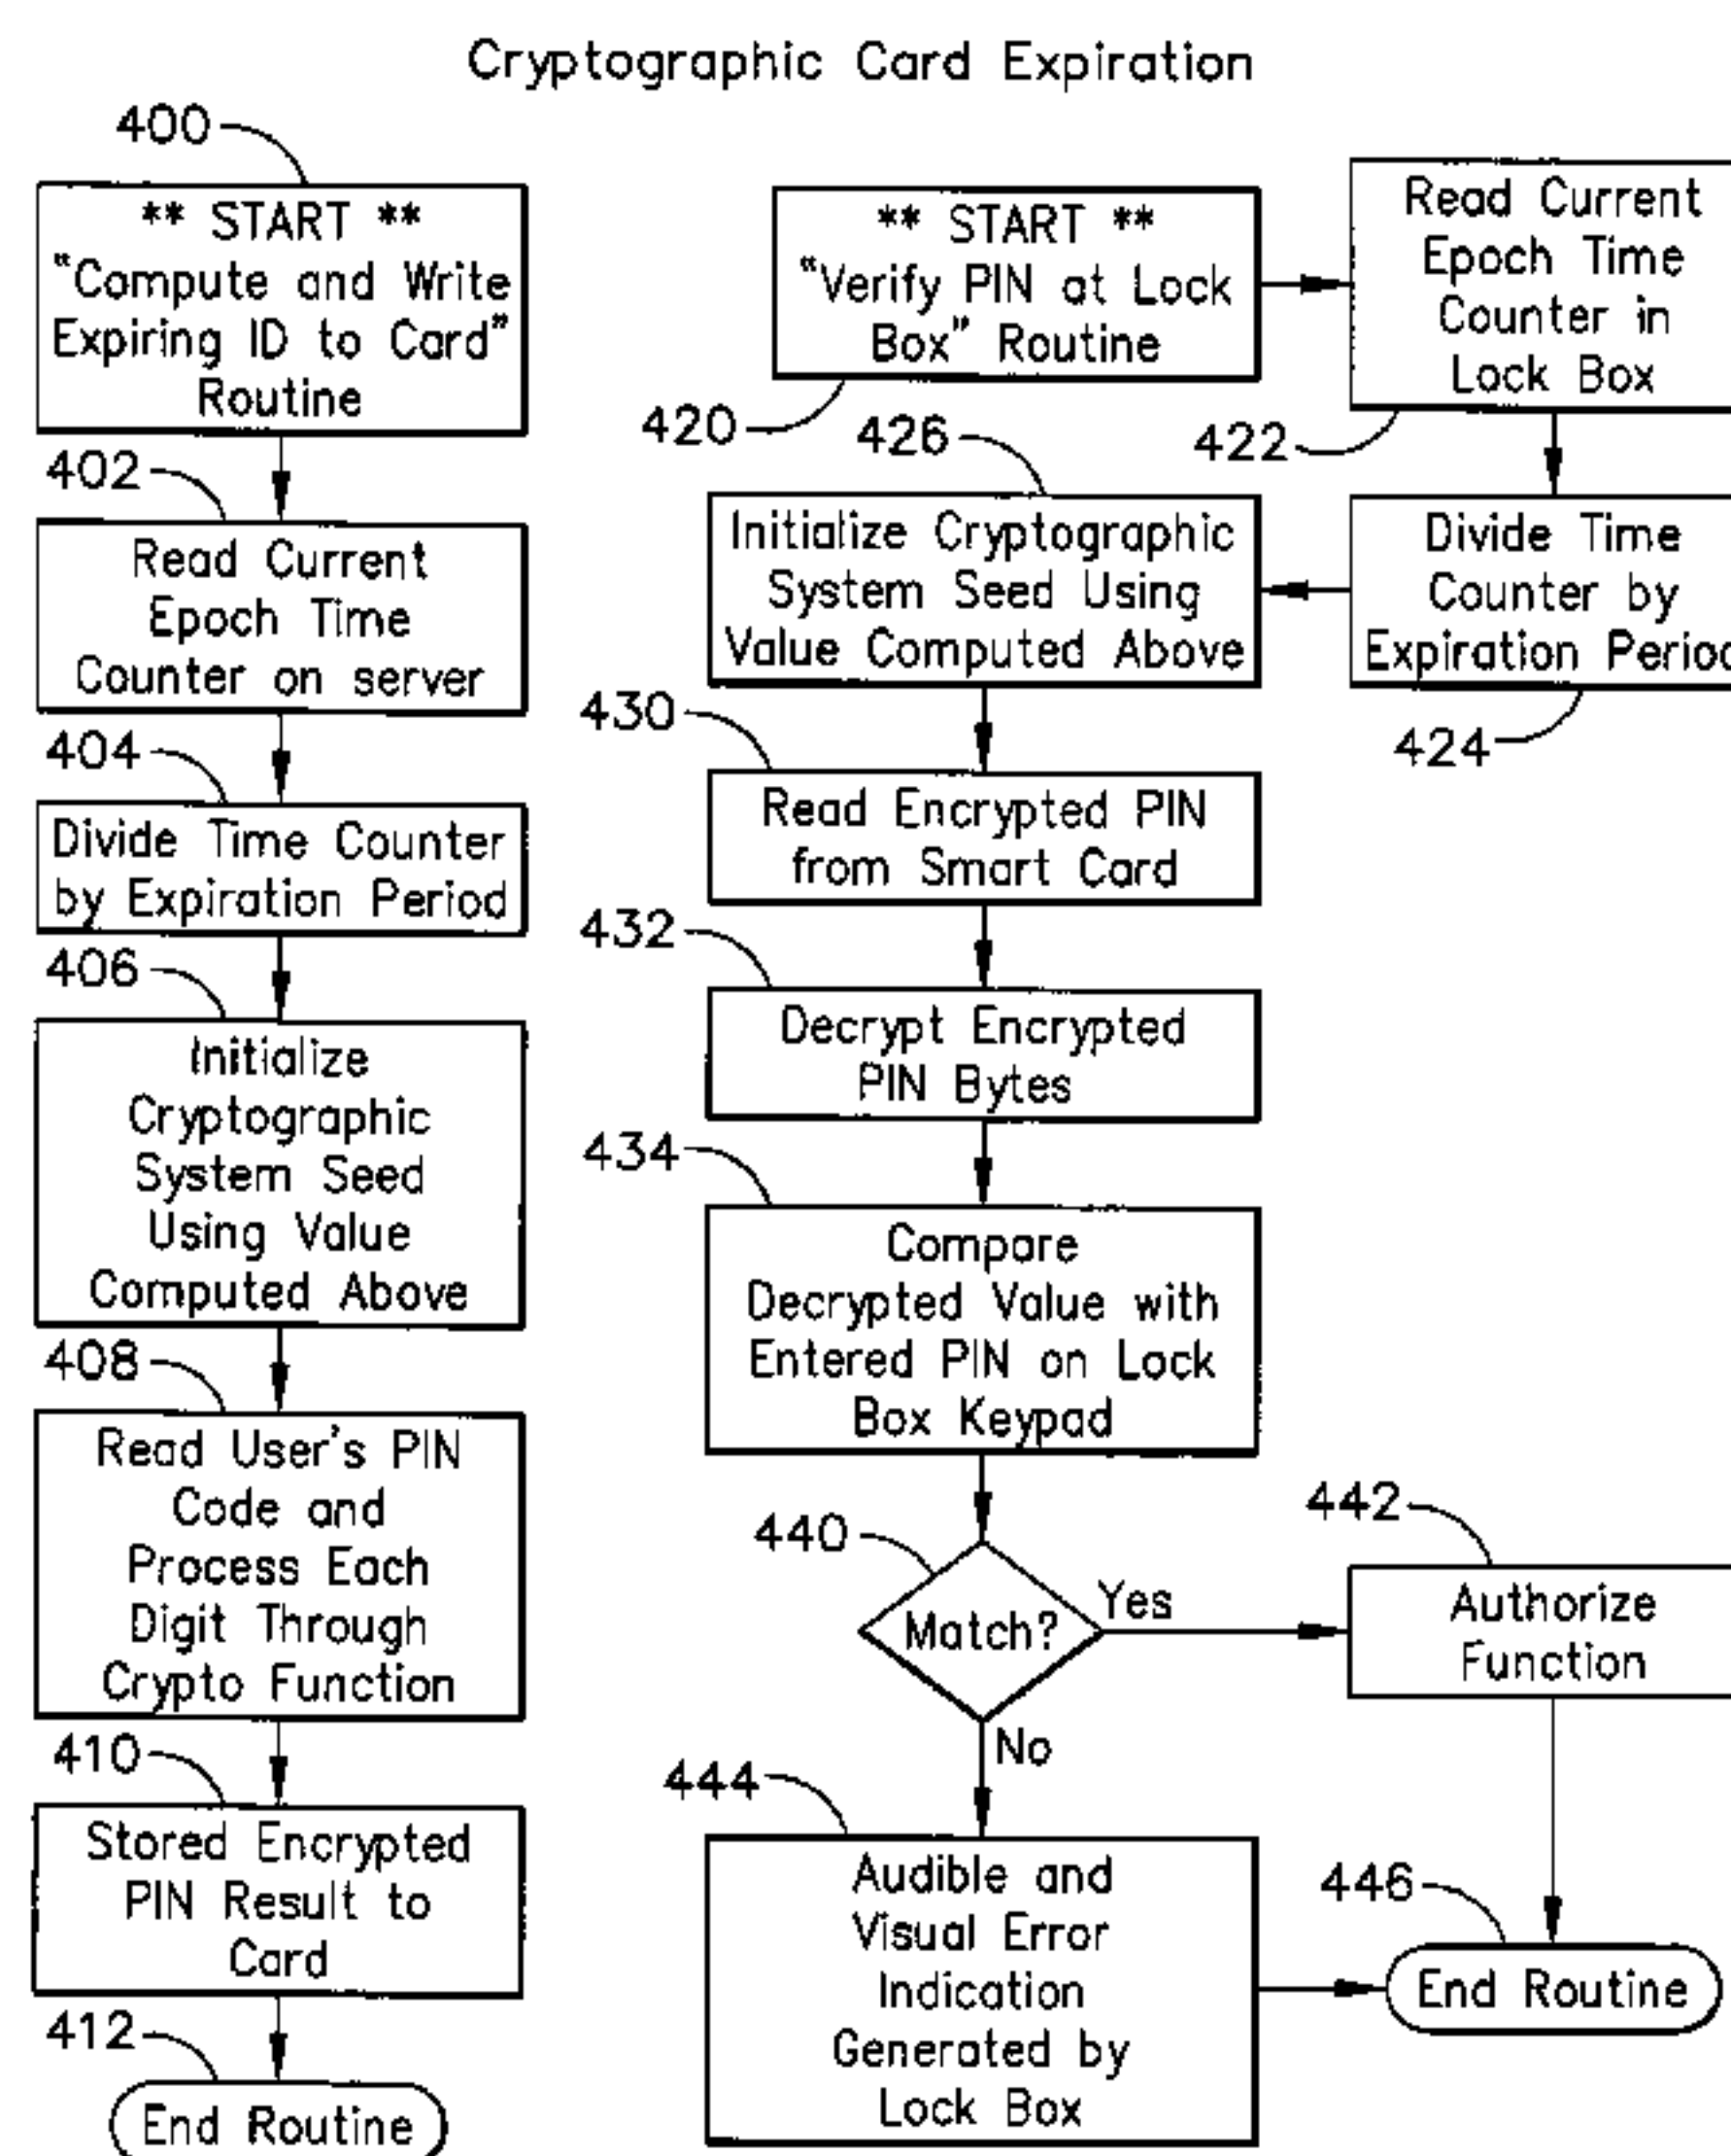 Cryptographic Card Expiration
400
** START **
"Compute and Write
Expiring ID to Card"
Routine
402
Read Current
Epoch Time
Counter on server
404
Divide Time Counter
by Expiration Period
406
Initialize
Cryptographic
System Seed
Using Value
Computed Above
408
Read User's PIN
Code and
Process Each
Digit Through
Crypto Function
410
Stored Encrypted
PIN Result to
Card
412
End Routine
** START **
"Verify PIN at Lock
Box" Routine
420
Read Current
Epoch Time
Counter in
Lock Box
422
Divide Time
Counter by
Expiration Period
424
426
Initialize Cryptographic
System Seed Using
Value Computed Above
430
Read Encrypted PIN
from Smart Card
432
Decrypt Encrypted
PIN Bytes
434
Compare
Decrypted Value with
Entered PIN on Lock
Box Keypad
440
Match?
Yes
No
442
Authorize
Function
444
Audible and
Visual Error
Indication
Generated by
Lock Box
446
End Routine